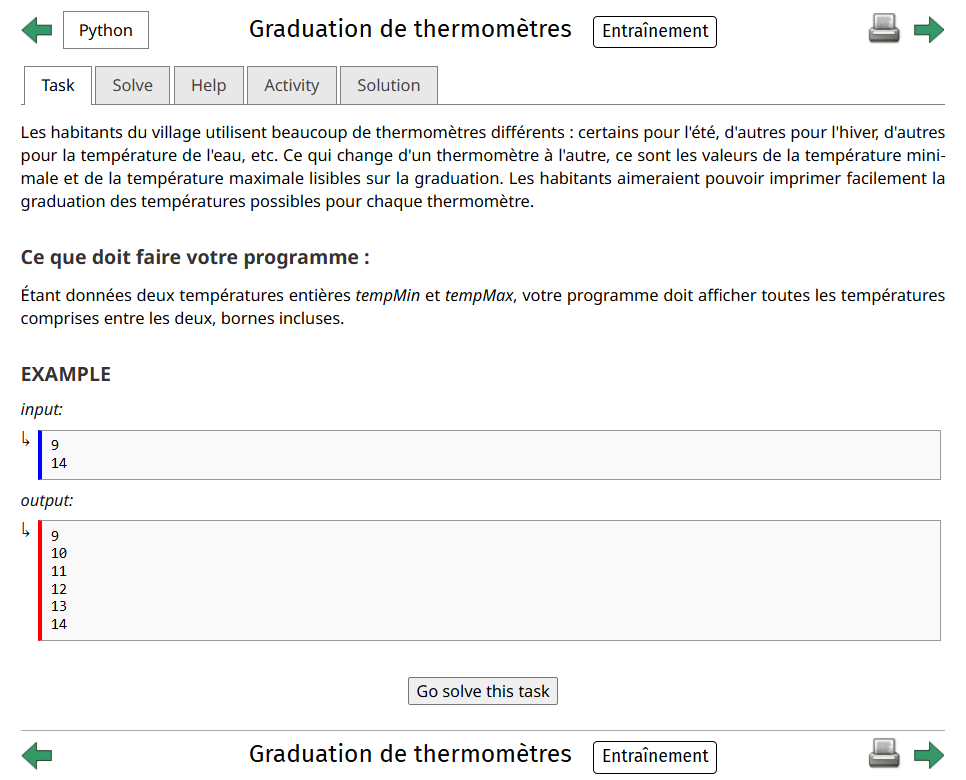 Python
Graduation de thermomètres
Entraînement
Task
Solve
Help
Activity
Solution
Les habitants du village utilisent beaucoup de thermomètres différents : certains pour l'été, d'autres pour l'hiver, d'autres
pour la température de l'eau, etc. Ce qui change d'un thermomètre à l'autre, ce sont les valeurs de la température mini-
male et de la température maximale lisibles sur la graduation. Les habitants aimeraient pouvoir imprimer facilement la
graduation des températures possibles pour chaque thermomètre.
Ce que doit faire votre programme :
Étant données deux températures entières tempMin et tempMax, votre programme doit afficher toutes les températures
comprises entre les deux, bornes incluses.
EXAMPLE
input:
9
14
output:
9
10
11
12
13
14
Go solve this task
Graduation de thermomètres
Entraînement